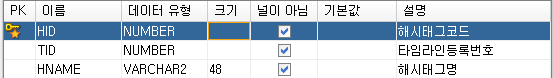 PK 이름 데이터 유형 크기 널이 아님 기본값 설명
HID NUMBER 해시태그코드
TID NUMBER 타임라인등록번호
HNAME VARCHAR2 48 해시태그명